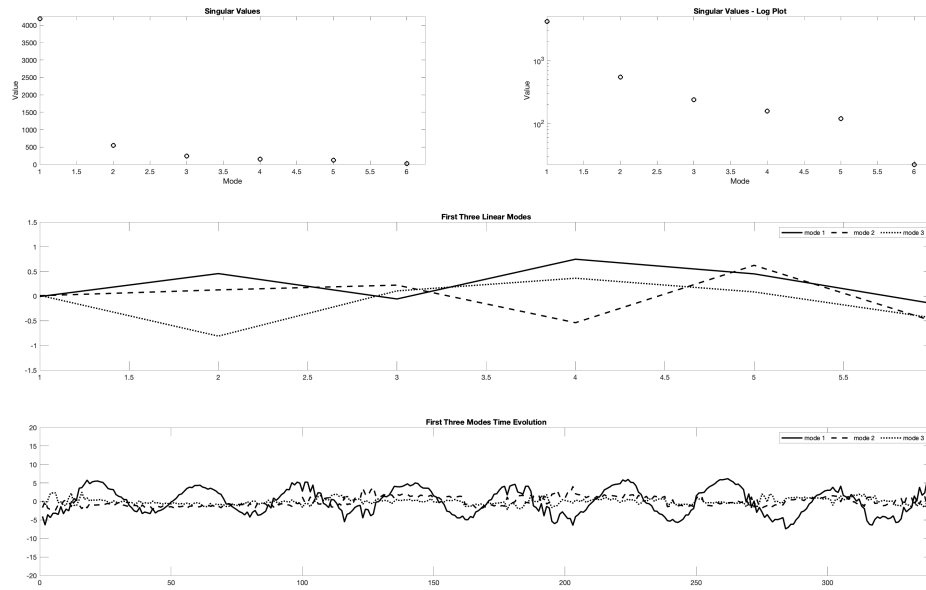 Singular Values
4000
3500
3000
2500
2000
1500
1000
500
0
Value
1 1.5 2 2.5 3 3.5 4 4.5 5 5.5 6
Mode
Singular Values - Log Plot
10^3
10^2
Value
1 1.5 2 2.5 3 3.5 4 4.5 5 5.5 6
Mode
First Three Linear Modes
mode 1 mode 2 mode 3
1.5
1
0.5
0
-0.5
-1
-1.5
1 1.5 2 2.5 3 3.5 4 4.5 5 5.5
First Three Modes Time Evolution
mode 1 mode 2 mode 3
20
15
10
5
0
-5
-10
-15
-20
0 50 100 150 200 250 300